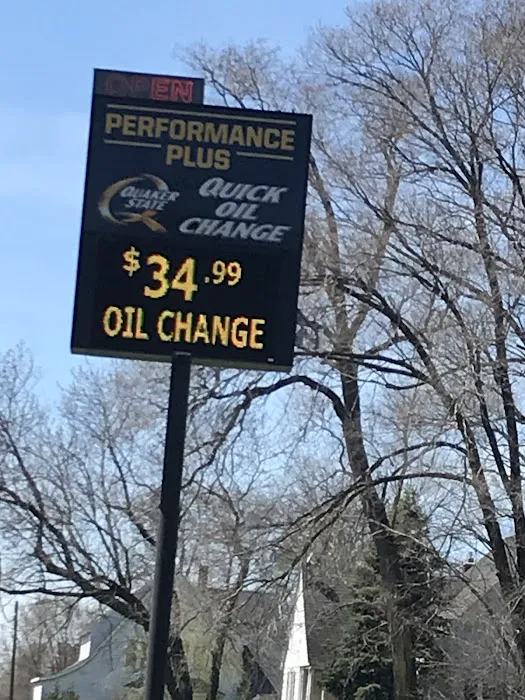 OPEN
PERFORMANCE
PLUS
QUAKER
STATE
QUICK
OIL
CHANGE
$34.99
OIL CHANGE